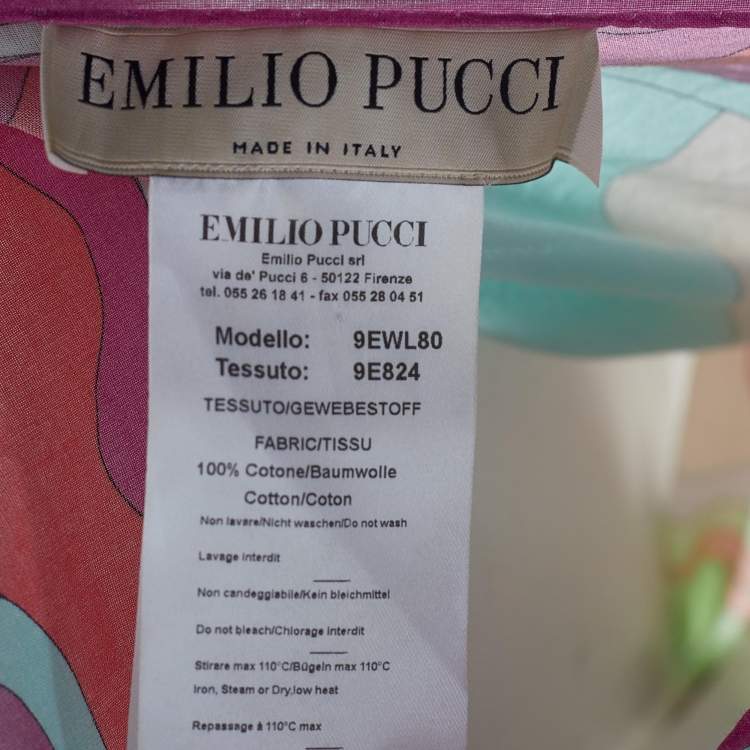 EMILIO PUCCI
MADE IN ITALY
EMILIO PUCCI
Emilio Pucci srl
via de' Pucci 6 - 50122 Firenze
tel. 055 26 18 41 - fax 055 28 04 51
Modello: 9EWL80
Tessuto: 9E824
TESSUTO/GEWEBESTOFF
FABRIC/TISSU
100% Cotone/Baumwolle
Cotton/Coton
Non lavare/Nicht waschen/Do not wash
Lavage interdit
Non candeggiabile/Kein bleichmittel
Do not bleach/Chlorage interdit
Stirare max 110°C/Bügeln max 110°C
Iron, Steam or Dry,low heat
Repassage à 110°C max